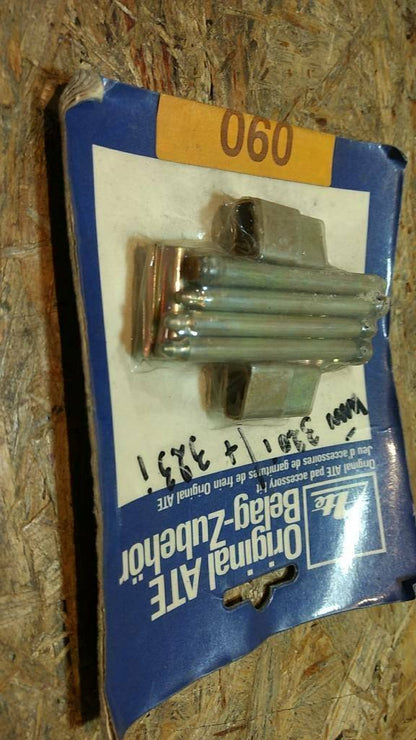 Original ATE
Belag-Zubehör
Ate
Original ATE pad accessory kit
Jeu d'accessoires de garnitures de frein Original ATE
320i
+ 323i
060